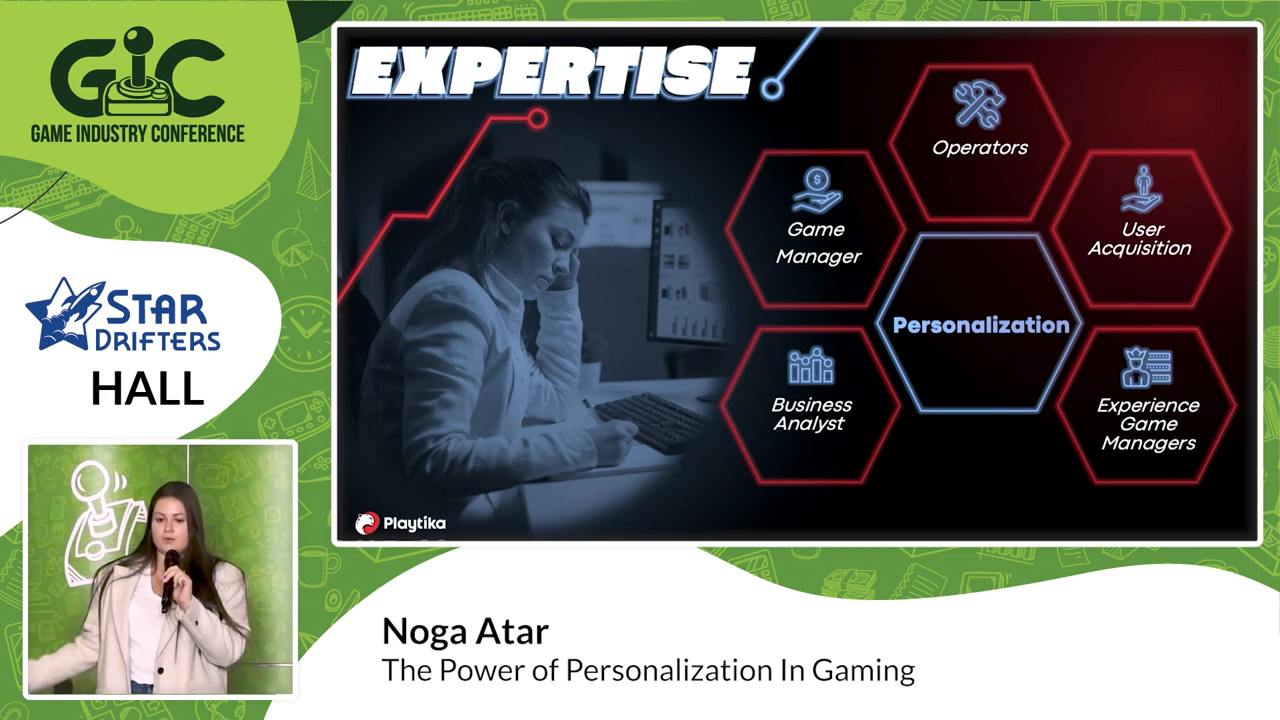 GIC
GAME INDUSTRY CONFERENCE
STAR
DRIFTERS
HALL
EXPERTISE
Operators
Game
Manager
User
Acquisition
Personalization
Business
Analyst
Experience
Game
Managers
Playtika
Noga Atar
The Power of Personalization In Gaming